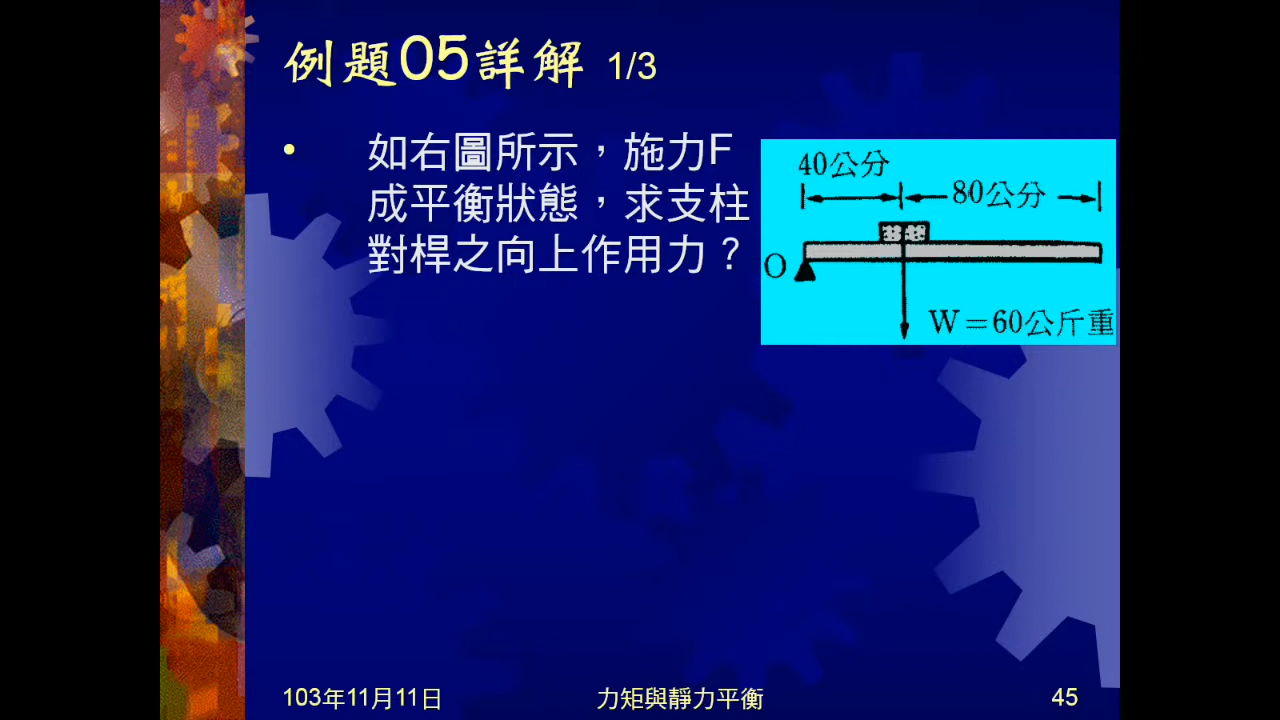 例題05詳解 1/3
• 如右圖所示,施力F
成平衡狀態,求支柱
對桿之向上作用力?
40公分
80公分
O
W=60公斤重
103年11月11日
力矩與靜力平衡
45